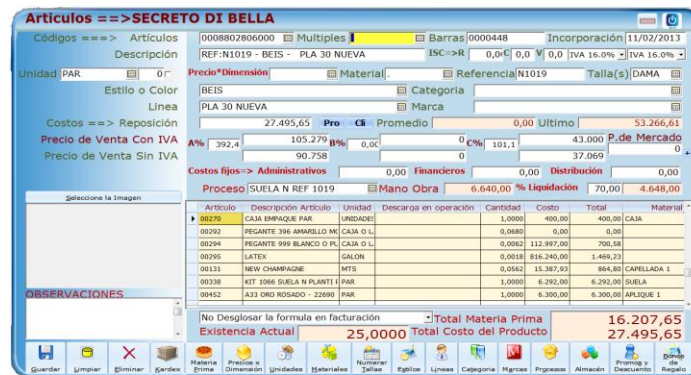 Articulos ==>SECRETO DI BELLA
Códigos ===> Artículos 0008802806000 Multiples Barras 0000448 Incorporación 11/02/2013
Descripción REF:N1019 - BEIS - PLA 30 NUEVA ISC=>R 0,0 C 0,0 V 0,0 IVA 16.0% IVA 16.0%
Unidad PAR 0 Precio*Dimensión Material . Referencia N1019 Talla(s) DAMA
Estilo o Color BEIS Categoria
Linea PLA 30 NUEVA Marca
Costos ==> Reposición 27.495,65 Pro Cli Promedio 0,00 Ultimo 53.266,61
Precio de Venta Con IVA A% 392,4 105.279 B% 0,00 0 C% 101,1 43.000 P.de Mercado
Precio de Venta Sin IVA 90.758 0 37.069 0
Costos fijos=> Administrativos 0,00 Financieros 0,00 Distribución 0,00
Proceso SUELA N REF 1019 Mano Obra 6.640,00 % Liquidación 70,00 4.648,00
Seleccione la Imagen
Articulo Descripción Artículo Unidad Descarga en operación Cantidad Costo Total Material
00270 CAJA EMPAQUE PAR UNIDADES 1,0000 400,00 400,00 CAJA
00292 PEGANTE 396 AMARILLO MO CAJA O L 0,0680 0,00 0,00
00294 PEGANTE 999 BLANCO O PU CAJA O L 0,0062 112.997,00 700,58
00295 LATEX GALON 0,0018 816.240,00 1.469,23
00131 NEW CHAMPAGNE MTS 0,0562 15.387,93 864,80 CAPELLADA 1
00338 KIT 1066 SUELA N PLANTI PAR 1,0000 6.292,00 6.292,00 SUELA
00452 A33 ORO ROSADO - 22690 PAR 1,0000 6.300,00 6.300,00 APLIQUE 1
OBSERVACIONES
No Desglosar la formula en facturación Total Materia Prima 16.207,65
Existencia Actual 25,0000 Total Costo del Producto 27.495,65
Guardar Limpiar Eliminar Kardex Materia Prima Precios x Dimensión Unidades Materiales Numerar Tallas Estilos Lineas Categoria Marcas Procesos Almacén Promos y Descuento Bonos de Regalo